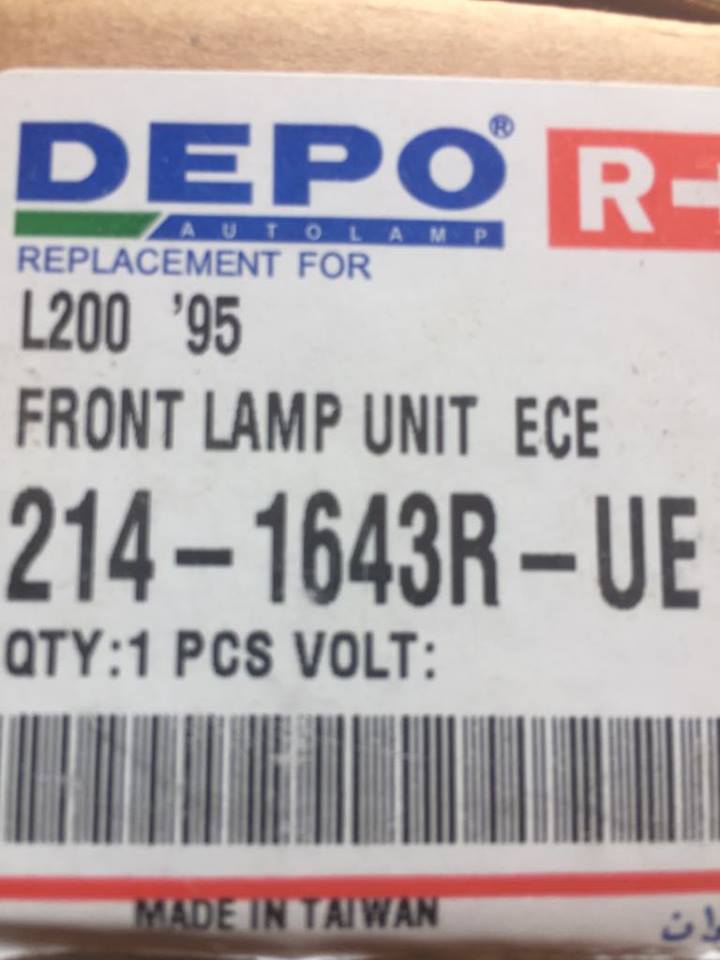 DEPO®
R+
AUTOLAMP
REPLACEMENT FOR
L200 '95
FRONT LAMP UNIT ECE
214-1643R-UE
QTY:1 PCS VOLT:
MADE IN TAIWAN